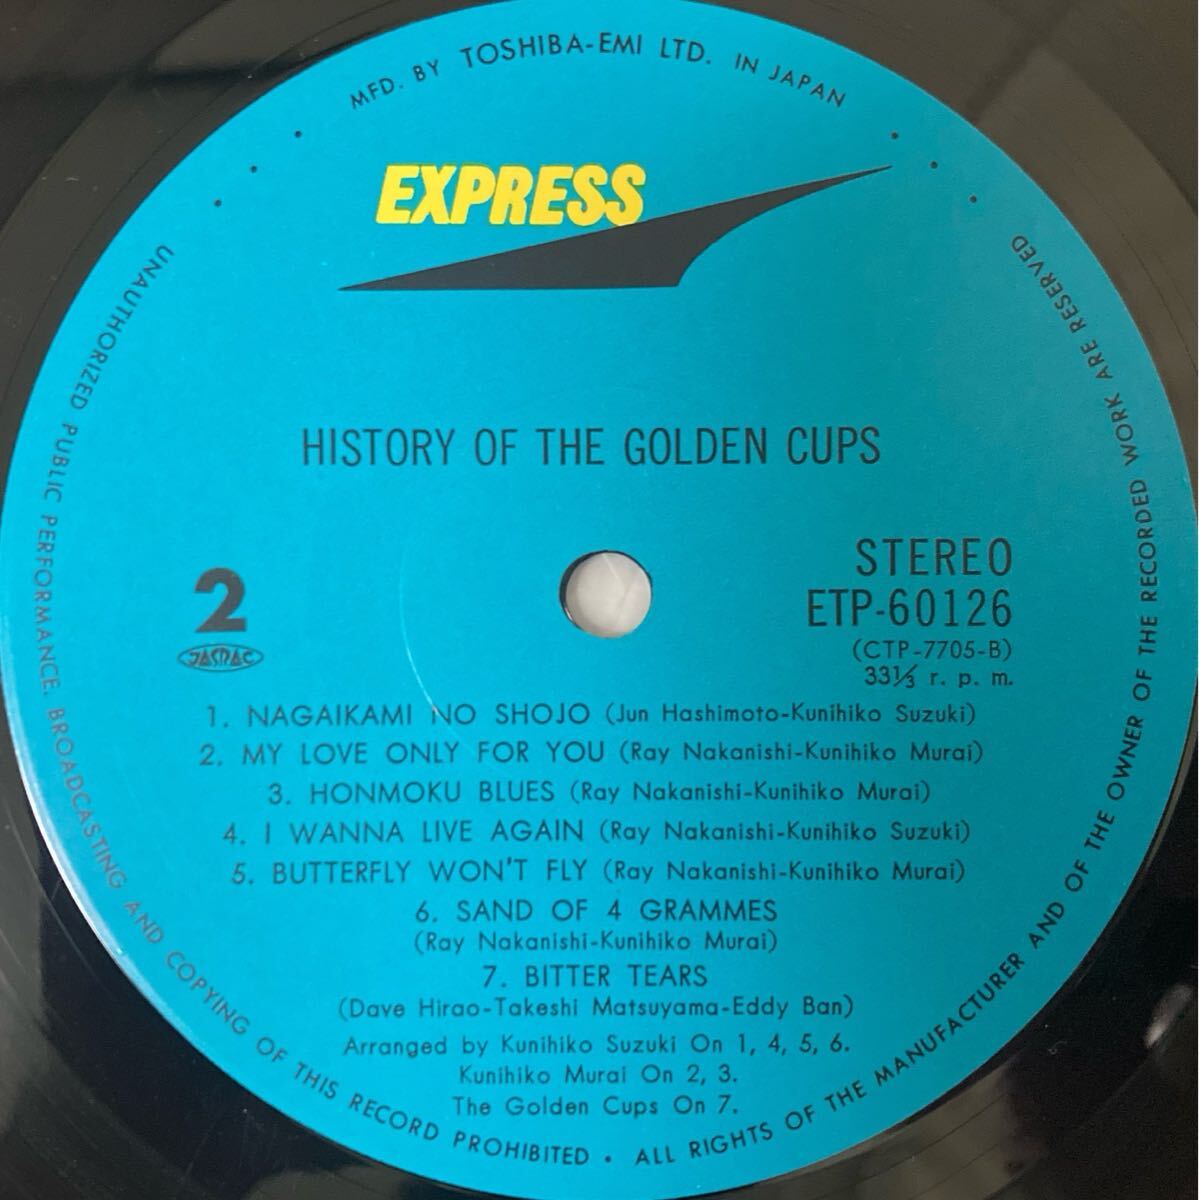 MFD. BY TOSHIBA-EMI LTD. IN JAPAN
EXPRESS
HISTORY OF THE GOLDEN CUPS
STEREO
ETP-60126
(CTP-7705-B)
33⅓ r. p. m.
2
JASRAC
1. NAGAIKAMI NO SHOJO (Jun Hashimoto-Kunihiko Suzuki)
2. MY LOVE ONLY FOR YOU (Ray Nakanishi-Kunihiko Murai)
3. HONMOKU BLUES (Ray Nakanishi-Kunihiko Murai)
4. I WANNA LIVE AGAIN (Ray Nakanishi-Kunihiko Suzuki)
5. BUTTERFLY WON'T FLY (Ray Nakanishi-Kunihiko Murai)
6. SAND OF 4 GRAMMES
(Ray Nakanishi-Kunihiko Murai)
7. BITTER TEARS
(Dave Hirao-Takeshi Matsuyama-Eddy Ban)
Arranged by Kunihiko Suzuki On 1, 4, 5, 6.
Kunihiko Murai On 2, 3.
The Golden Cups On 7.
UNAUTHORIZED PUBLIC PERFORMANCE. BROADCASTING AND COPYING OF THIS RECORD PROHIBITED • ALL RIGHTS OF THE MANUFACTURER AND OF THE OWNER OF THE RECORDED WORK ARE RESERVED